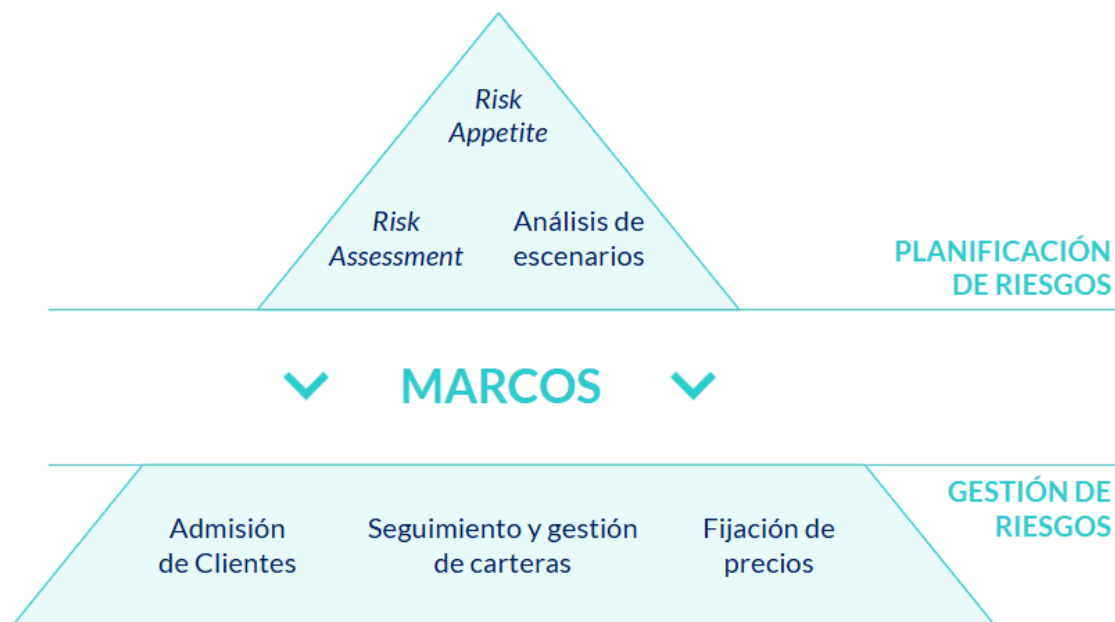 Risk
Appetite
Risk
Assessment
Análisis de
escenarios
PLANIFICACIÓN
DE RIESGOS
MARCOS
GESTIÓN DE
RIESGOS
Admisión
de Clientes
Seguimiento y gestión
de carteras
Fijación de
precios